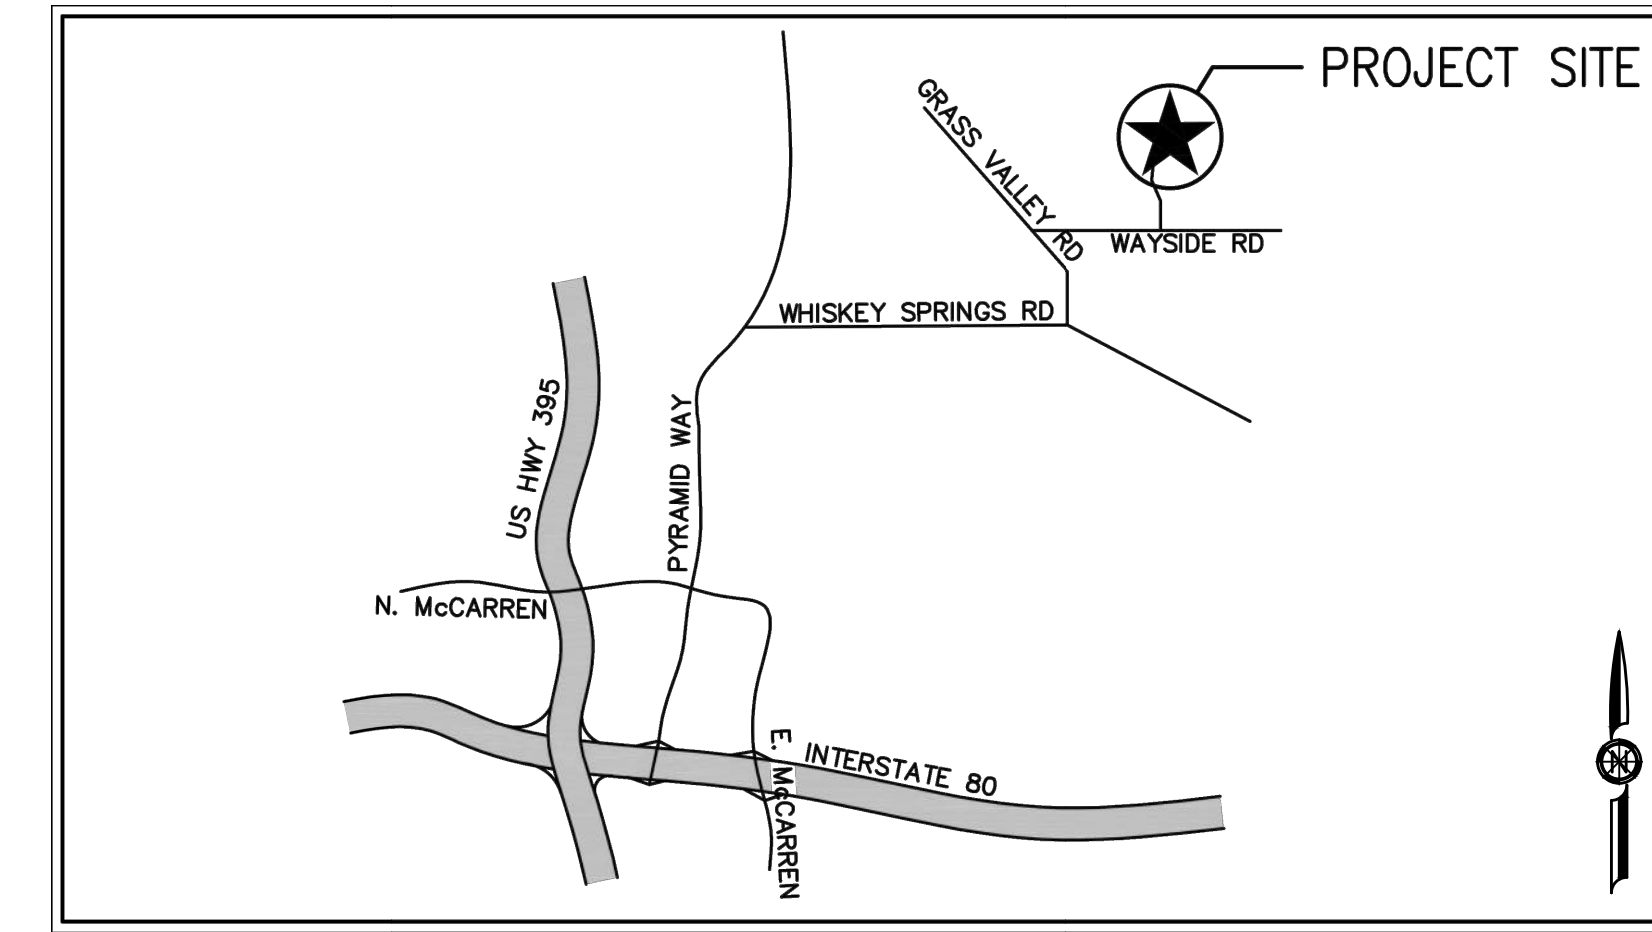 PROJECT SITE
GRASS VALLEY RD
WAYSIDE RD
WHISKEY SPRINGS RD
US HWY 395
PYRAMID WAY
N. McCARREN
E. McCARREN
INTERSTATE 80
N